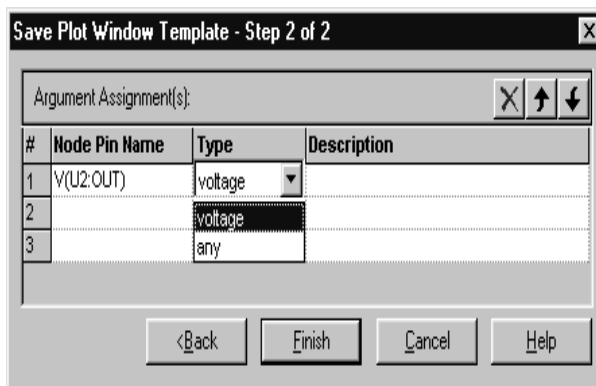 Save Plot Window Template - Step 2 of 2
Argument Assignment(s):
# Node Pin Name Type Description
1 V(U2:OUT) voltage
2 voltage
3 any
<Back Finish Cancel Help